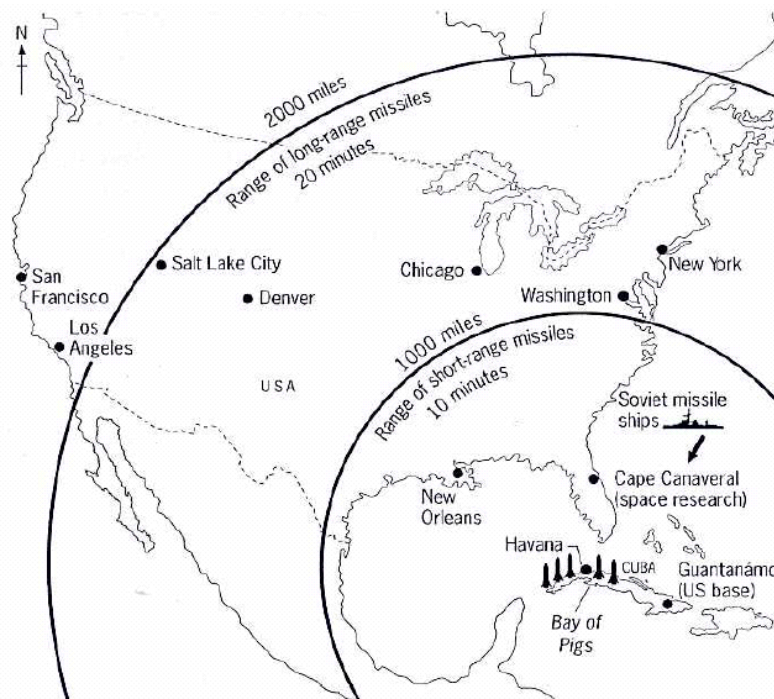 N
2000 miles
Range of long-range missiles
20 minutes
San
Francisco
Salt Lake City
Denver
Los
Angeles
USA
Chicago
New York
Washington
1000 miles
Range of short-range missiles
10 minutes
Soviet missile
ships
Cape Canaveral
(space research)
New
Orleans
Havana
CUBA
Guantanámo
(US base)
Bay of
Pigs